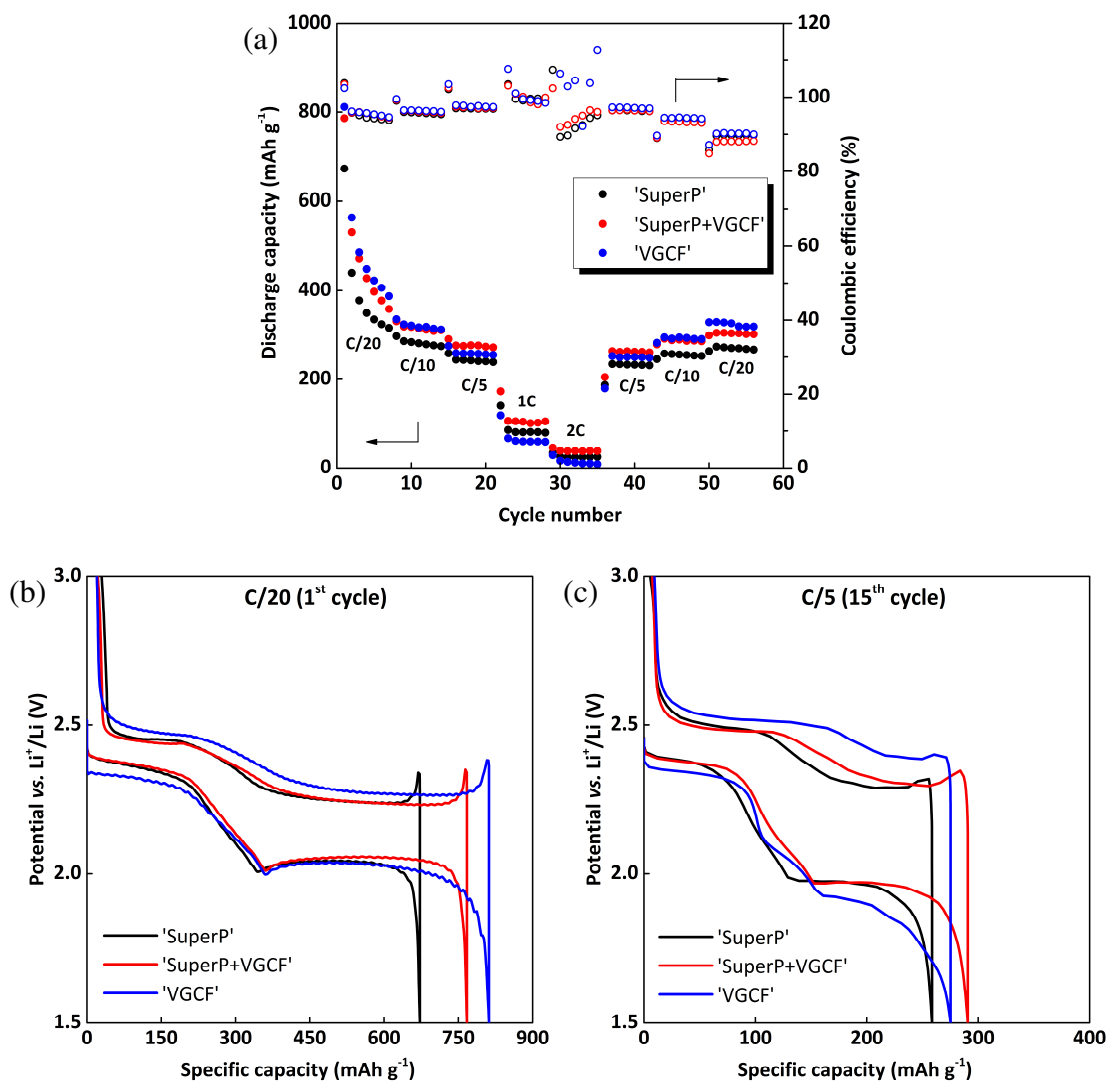 (a)
1000
800
600
400
200
0
Discharge capacity (mAh g⁻¹)
120
100
80
60
40
20
0
Coulombic efficiency (%)
'SuperP'
'SuperP+VGCF'
'VGCF'
C/20
C/10
C/5
1C
2C
C/5
C/10
C/20
0 10 20 30 40 50 60
Cycle number
(b)
C/20 (1ˢᵗ cycle)
3.0
2.5
2.0
1.5
Potential vs. Li⁺/Li (V)
'SuperP'
'SuperP+VGCF'
'VGCF'
0 150 300 450 600 750 900
Specific capacity (mAh g⁻¹)
(c)
C/5 (15ᵗʰ cycle)
3.0
2.5
2.0
1.5
Potential vs. Li⁺/Li (V)
'SuperP'
'SuperP+VGCF'
'VGCF'
0 100 200 300 400
Specific capacity (mAh g⁻¹)